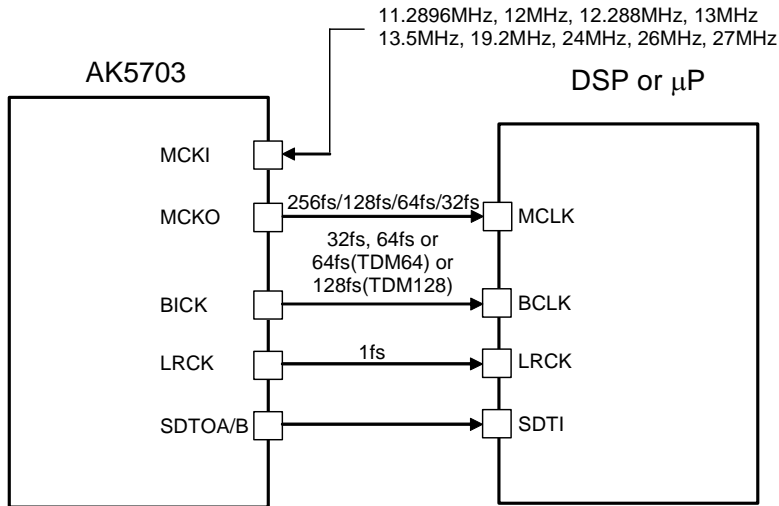 11.2896MHz, 12MHz, 12.288MHz, 13MHz
13.5MHz, 19.2MHz, 24MHz, 26MHz, 27MHz
AK5703
DSP or μP
MCKI
MCKO
256fs/128fs/64fs/32fs
MCLK
32fs, 64fs or
64fs(TDM64) or
128fs(TDM128)
BICK
BCLK
LRCK
1fs
LRCK
SDTOA/B
SDTI